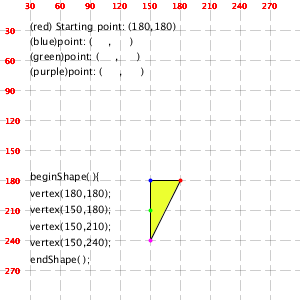 30 60 90 120 150 180 210 240 270
30
60
90
120
150
180
210
240
270
(red) Starting point: (180,180)
(blue)point: (    ,    )
(green)point: (    ,    )
(purple)point: (    ,    )
beginShape(){
vertex(180,180);
vertex(150,180);
vertex(150,210);
vertex(150,240);
endShape();